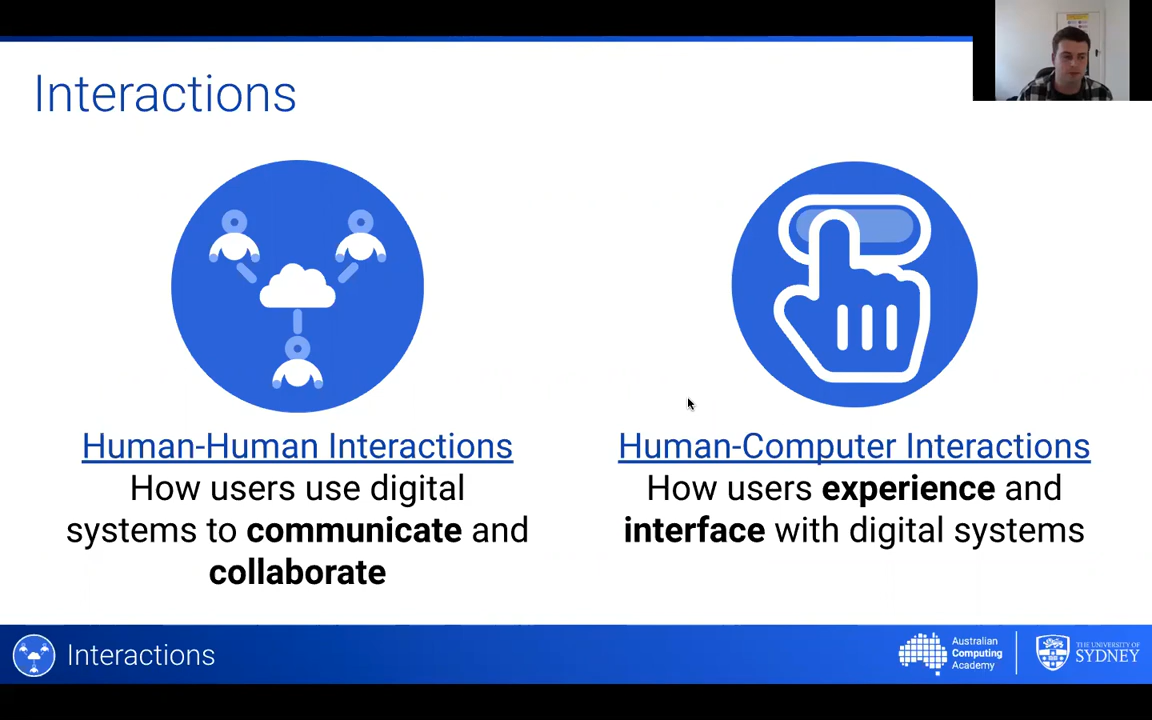 Interactions
Human-Human Interactions
How users use digital
systems to communicate and
collaborate
Human-Computer Interactions
How users experience and
interface with digital systems
Interactions
Australian
Computing
Academy
THE UNIVERSITY OF
SYDNEY